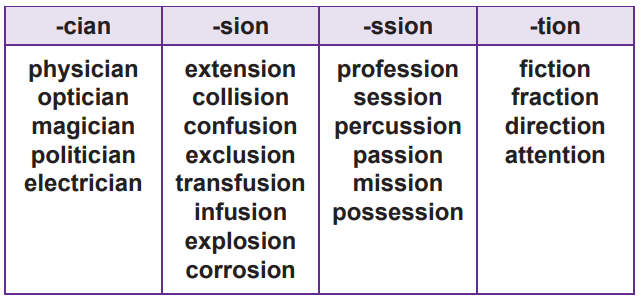 -cian -sion -ssion -tion
physician extension profession fiction
optician collision session fraction
magician confusion percussion direction
politician exclusion passion attention
electrician transfusion mission
infusion possession
explosion
corrosion